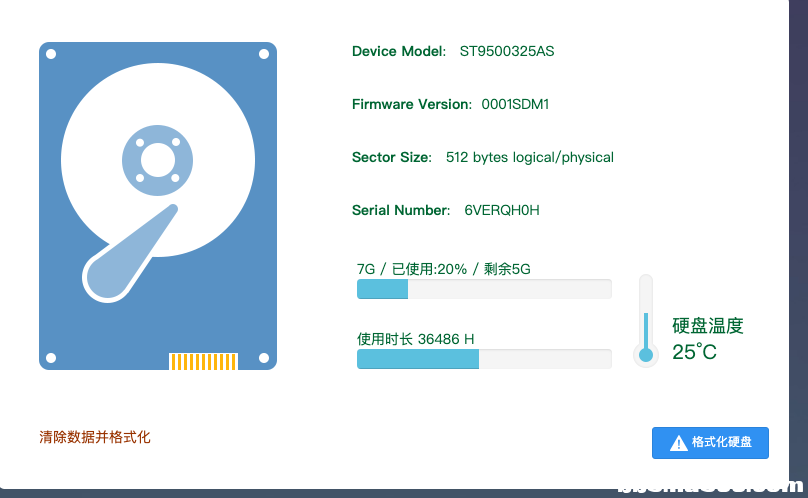 Device Model: ST9500325AS
Firmware Version: 0001SDM1
Sector Size: 512 bytes logical/physical
Serial Number: 6VERQH0H
7G / 已使用:20% / 剩余5G
使用时长 36486 H
硬盘温度
25°C
清除数据并格式化
格式化硬盘